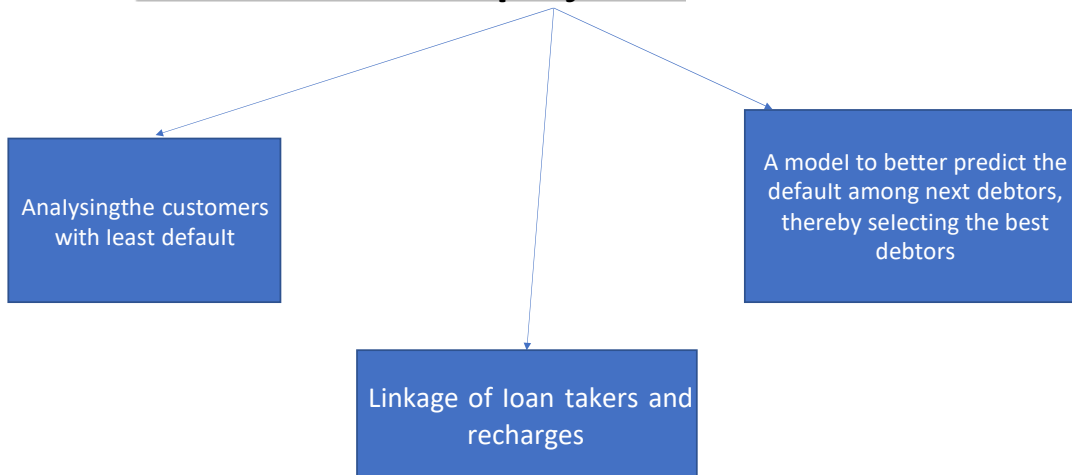 Analysingthe customers
with least default
A model to better predict the
default among next debtors,
thereby selecting the best
debtors
Linkage of loan takers and
recharges